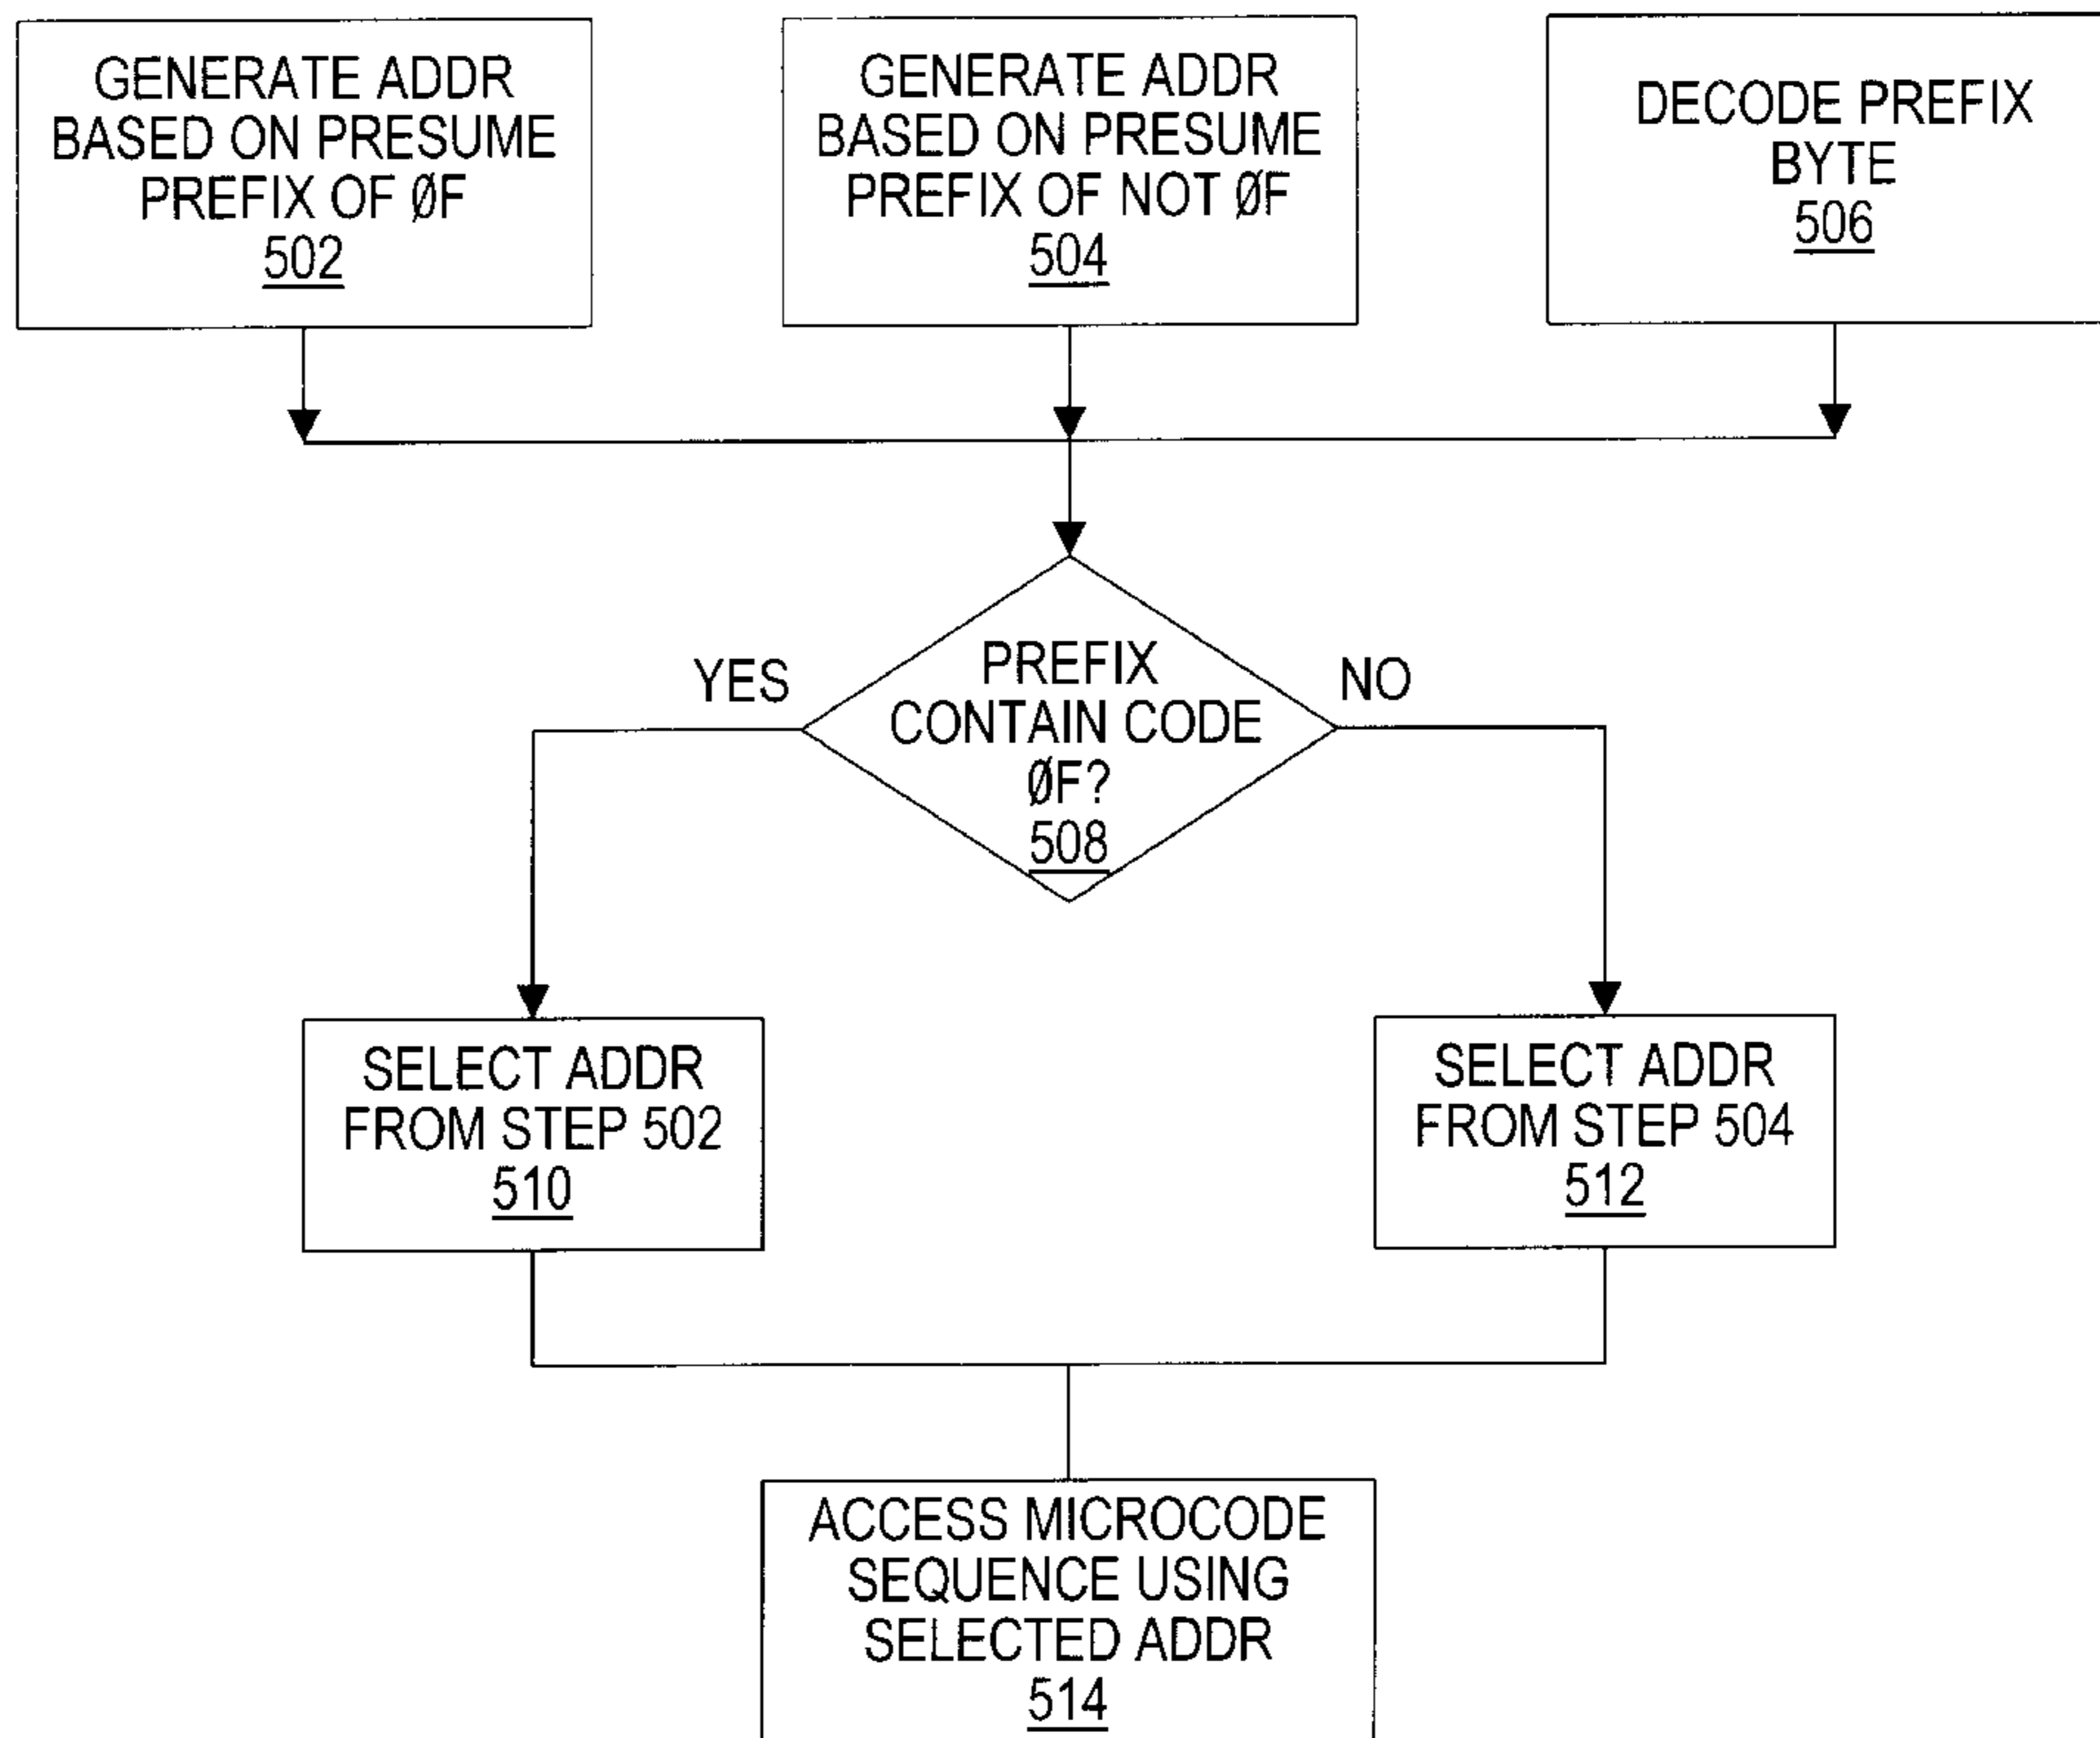 GENERATE ADDR
BASED ON PRESUME
PREFIX OF ØF
502
GENERATE ADDR
BASED ON PRESUME
PREFIX OF NOT ØF
504
DECODE PREFIX
BYTE
506
YES
PREFIX
CONTAIN CODE
ØF?
508
NO
SELECT ADDR
FROM STEP 502
510
SELECT ADDR
FROM STEP 504
512
ACCESS MICROCODE
SEQUENCE USING
SELECTED ADDR
514